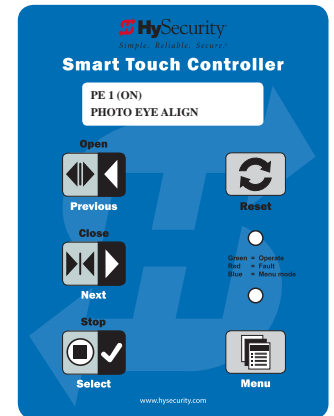 HySecurity
Simple. Reliable. Secure.
Smart Touch Controller
PE 1 (ON)
PHOTO EYE ALIGN
Open
Previous
Reset
Close
Next
Green = Operate
Red = Fault
Blue = Menu mode
Stop
Select
Menu
www.hysecurity.com